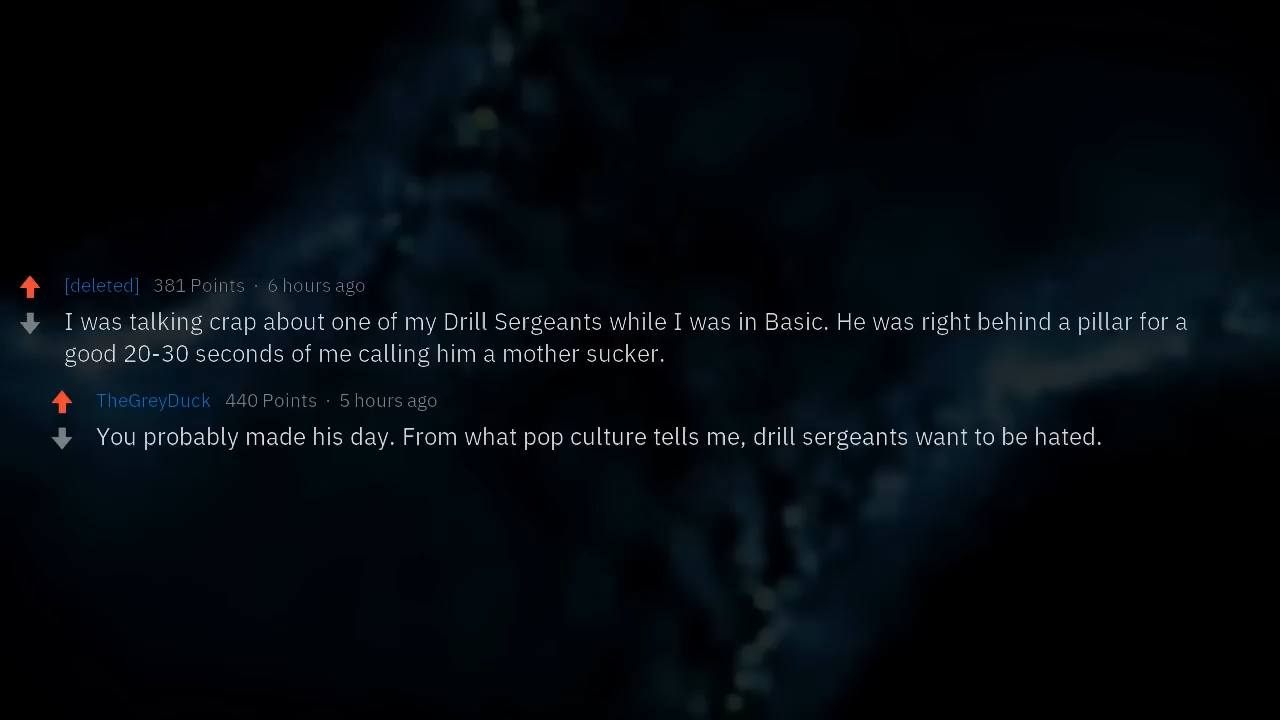 [deleted] 381 Points · 6 hours ago
I was talking crap about one of my Drill Sergeants while I was in Basic. He was right behind a pillar for a
good 20-30 seconds of me calling him a mother sucker.
TheGreyDuck 440 Points · 5 hours ago
You probably made his day. From what pop culture tells me, drill sergeants want to be hated.